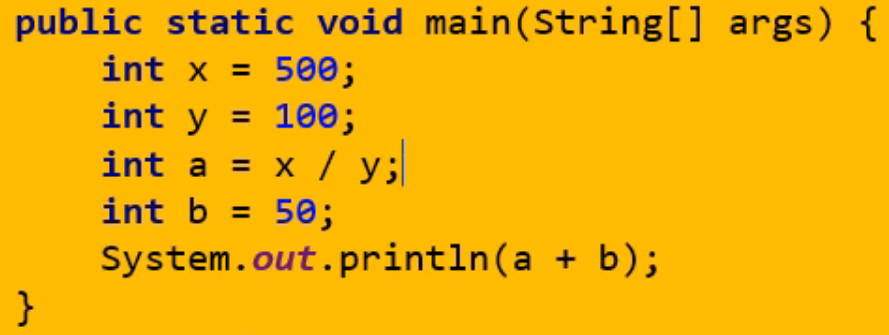 public static void main(String[] args) {
    int x = 500;
    int y = 100;
    int a = x / y;
    int b = 50;
    System.out.println(a + b);
}